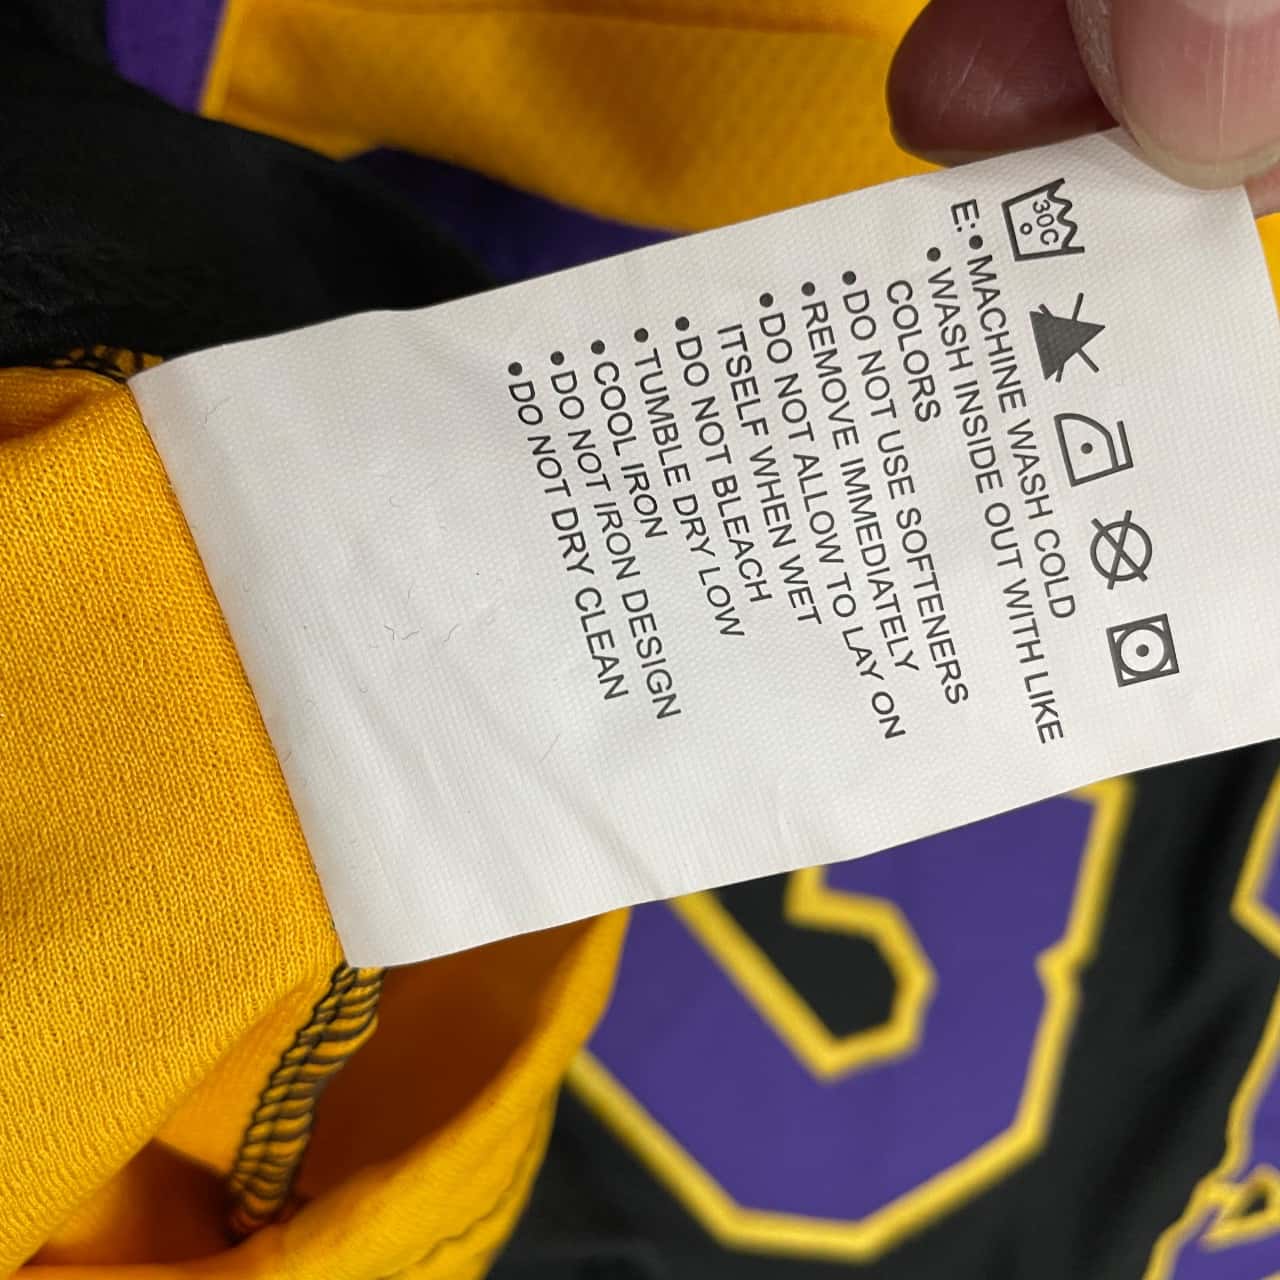 30C
E: • MACHINE WASH COLD
• WASH INSIDE OUT WITH LIKE
COLORS
• DO NOT USE SOFTENERS
• REMOVE IMMEDIATELY
• DO NOT ALLOW TO LAY ON
ITSELF WHEN WET
• DO NOT BLEACH
• TUMBLE DRY LOW
• COOL IRON
• DO NOT IRON DESIGN
• DO NOT DRY CLEAN